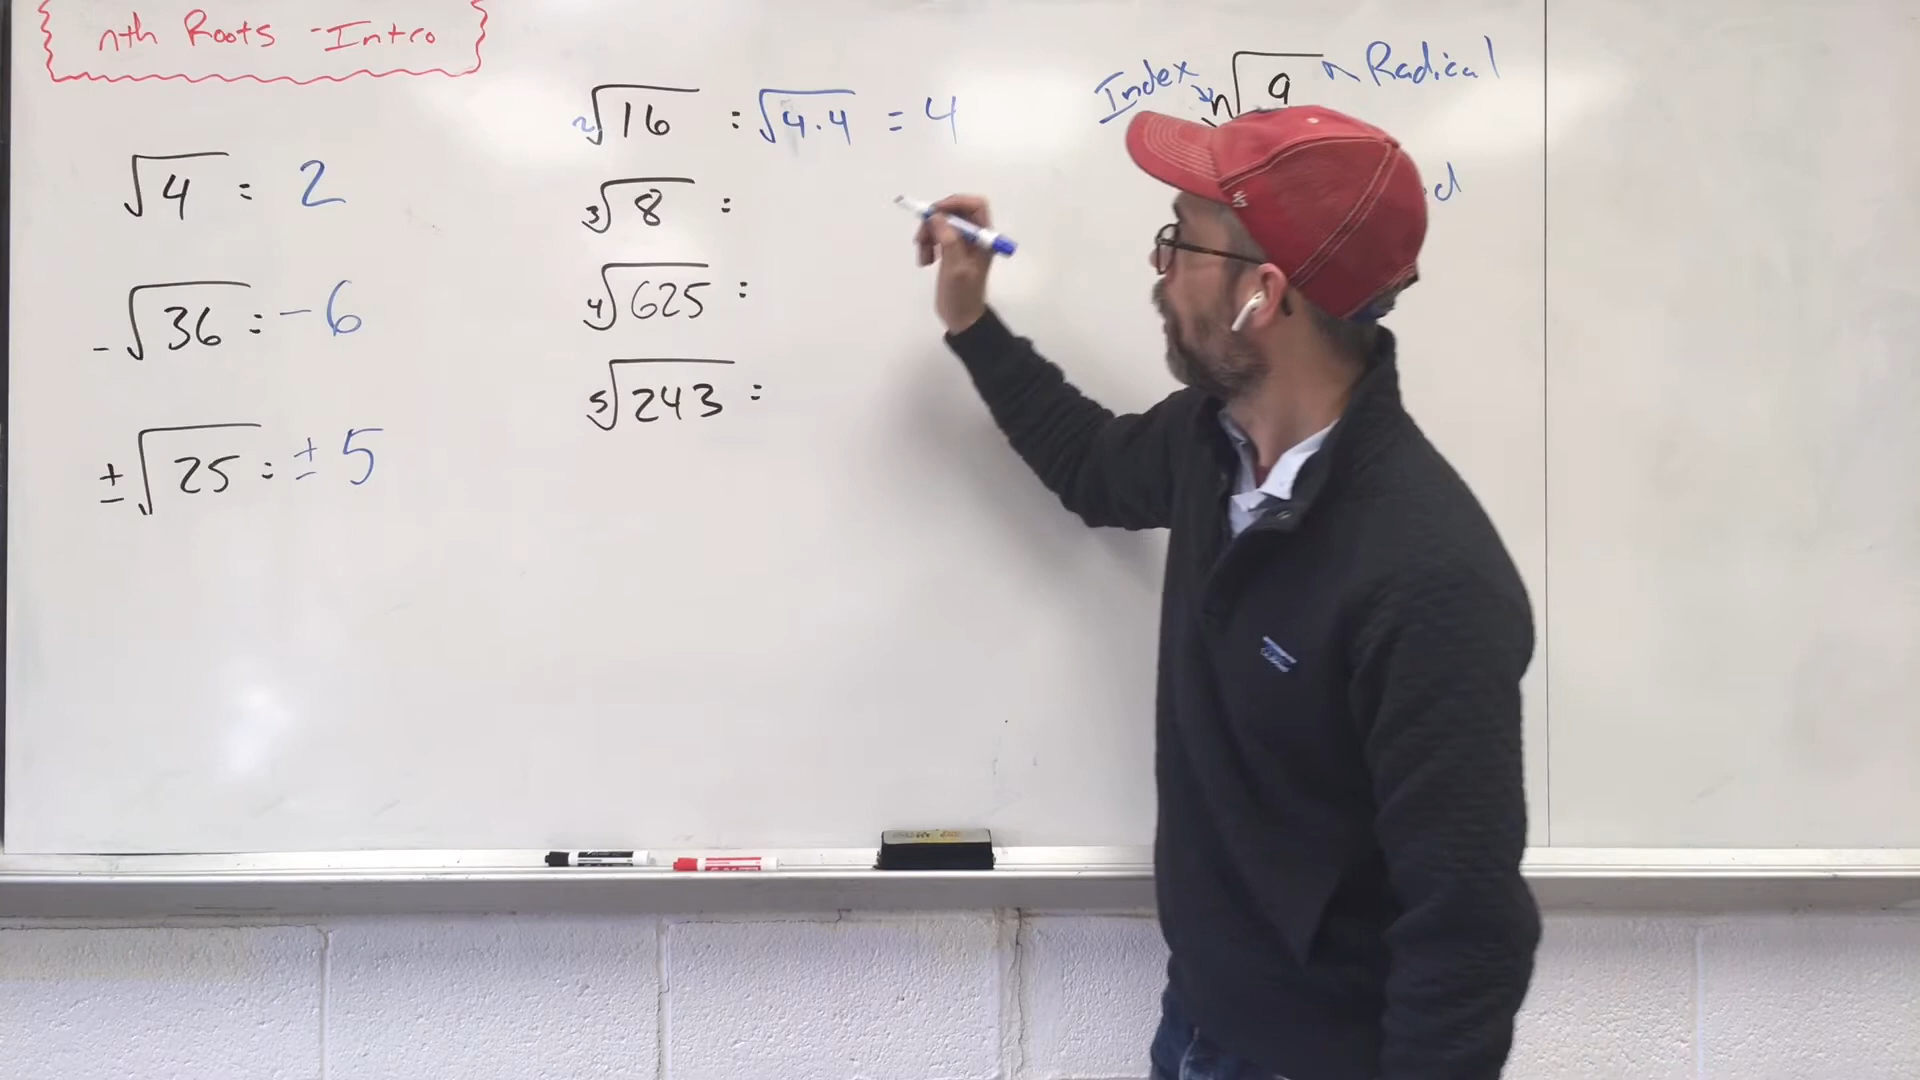 nth Roots - Intro
√4 = 2
-√36 = -6
±√25 = ±5
²√16 = √4·4 = 4
³√8 =
⁴√625 =
⁵√243 =
Index
n√a
Radical